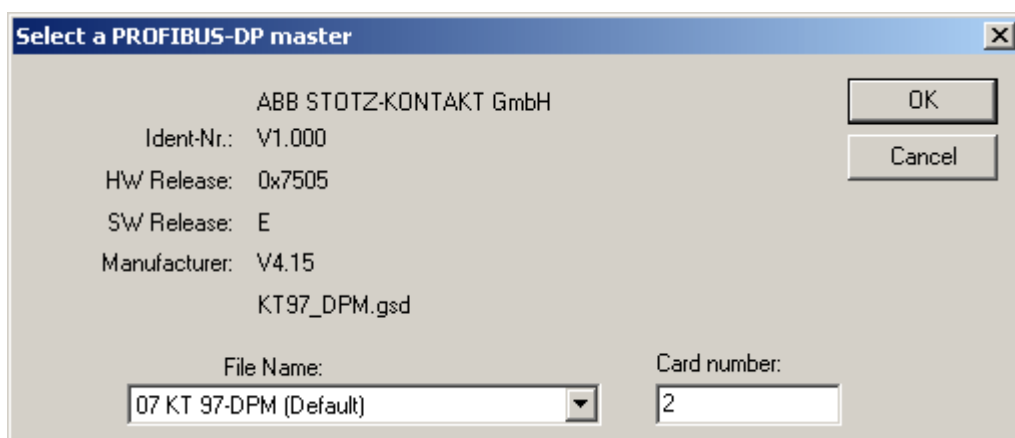 Select a PROFIBUS-DP master
ABB STOTZ-KONTAKT GmbH
OK
Ident-Nr.: V1.000
Cancel
HW Release: 0x7505
SW Release: E
Manufacturer: V4.15
KT97_DPM.gsd
File Name:
Card number:
07 KT 97-DPM (Default)
2